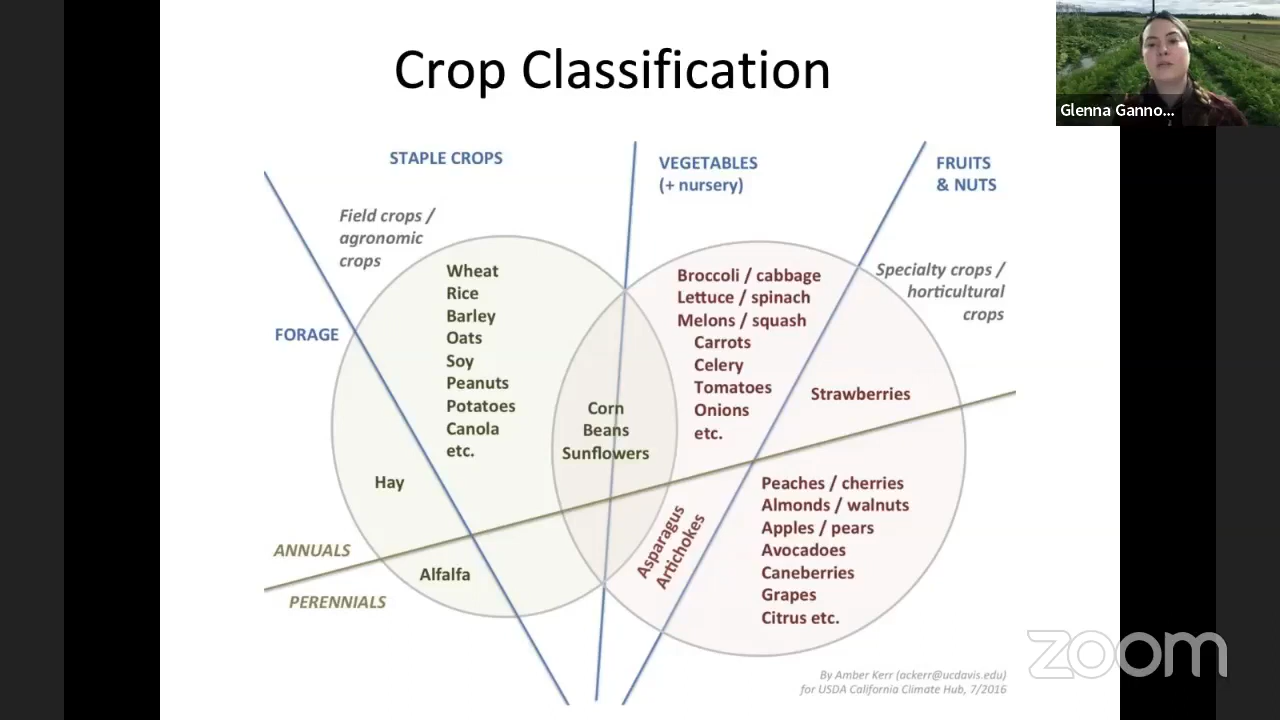 Crop Classification
Glenna Ganno...
STAPLE CROPS
VEGETABLES
(+ nursery)
FRUITS
& NUTS
Field crops /
agronomic
crops
Specialty crops /
horticultural
crops
FORAGE
Wheat
Rice
Barley
Oats
Soy
Peanuts
Potatoes
Canola
etc.
Hay
Alfalfa
Corn
Beans
Sunflowers
Broccoli / cabbage
Lettuce / spinach
Melons / squash
Carrots
Celery
Tomatoes
Onions
etc.
Strawberries
Asparagus
Artichokes
Peaches / cherries
Almonds / walnuts
Apples / pears
Avocadoes
Caneberries
Grapes
Citrus etc.
ANNUALS
PERENNIALS
By Amber Kerr (ackerr@ucdavis.edu)
for USDA California Climate Hub, 7/2016
zoom